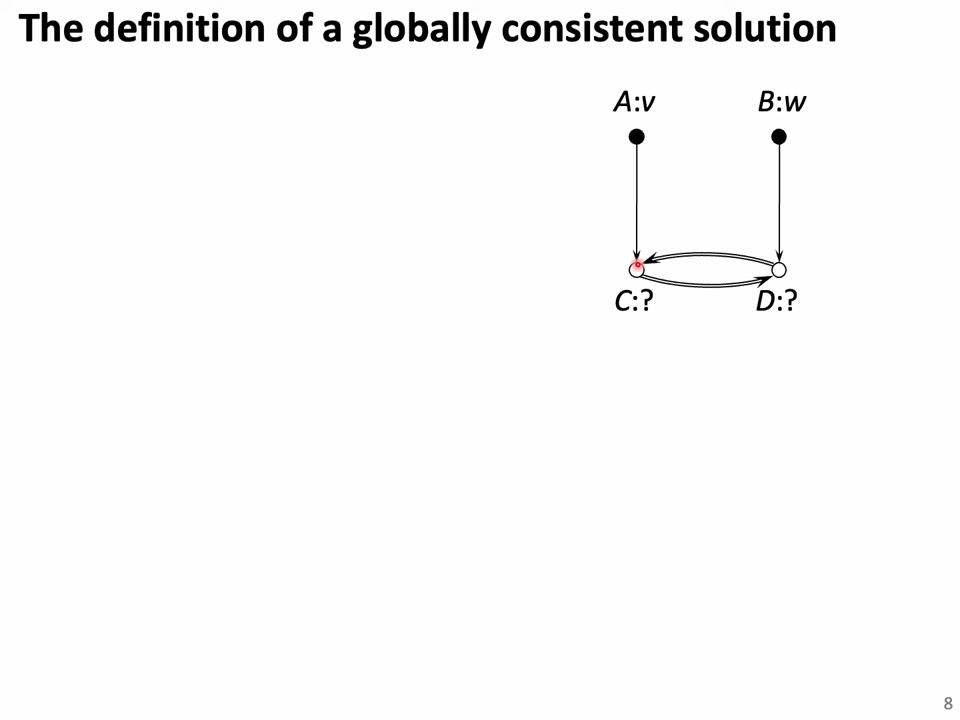 The definition of a globally consistent solution
A:v B:w
C:? D:?
8